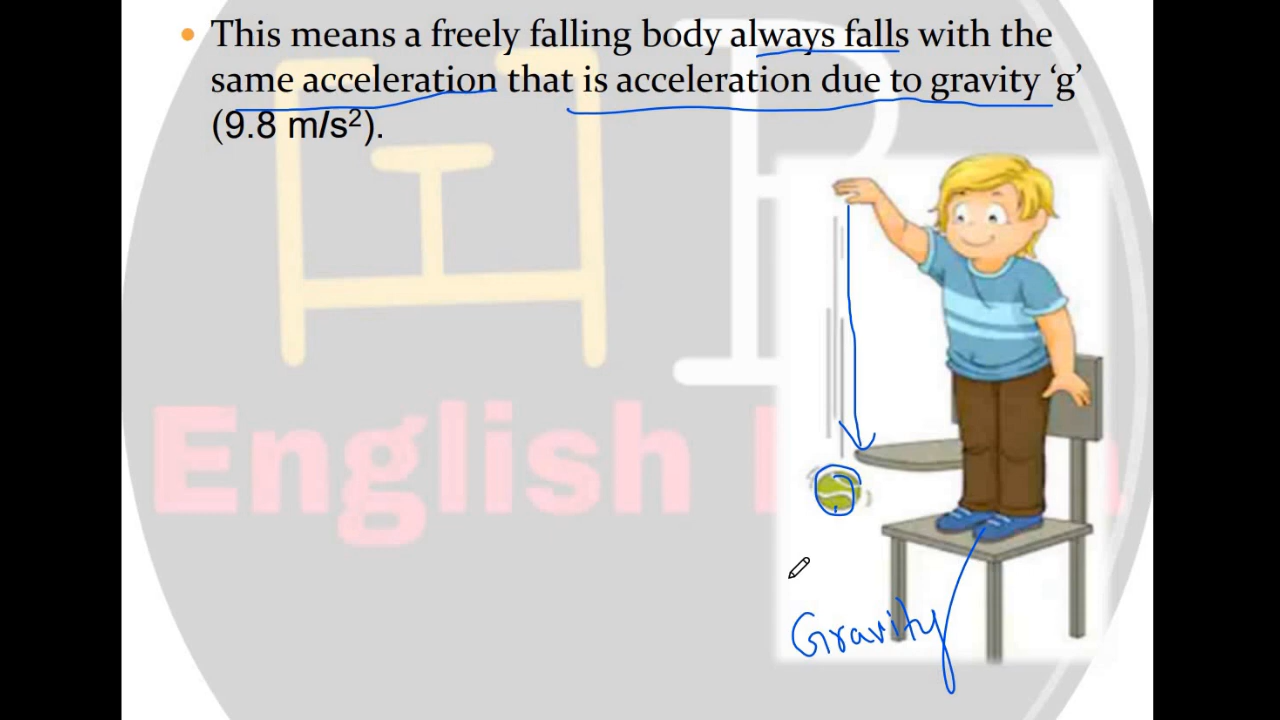 • This means a freely falling body always falls with the
same acceleration that is acceleration due to gravity ‘g’
(9.8 m/s²).
English
Gravity